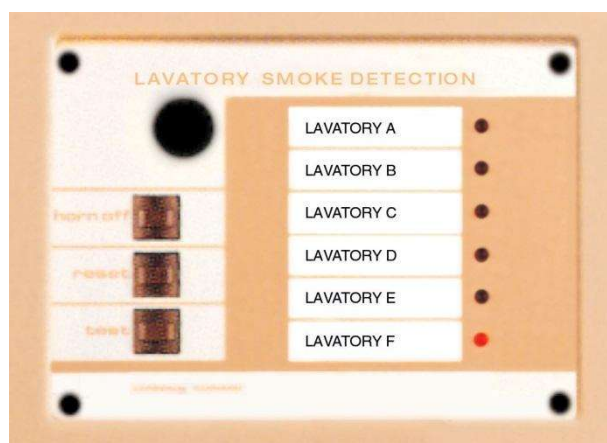 LAVATORY SMOKE DETECTION
LAVATORY A
LAVATORY B
LAVATORY C
LAVATORY D
LAVATORY E
LAVATORY F
horn off
reset
test